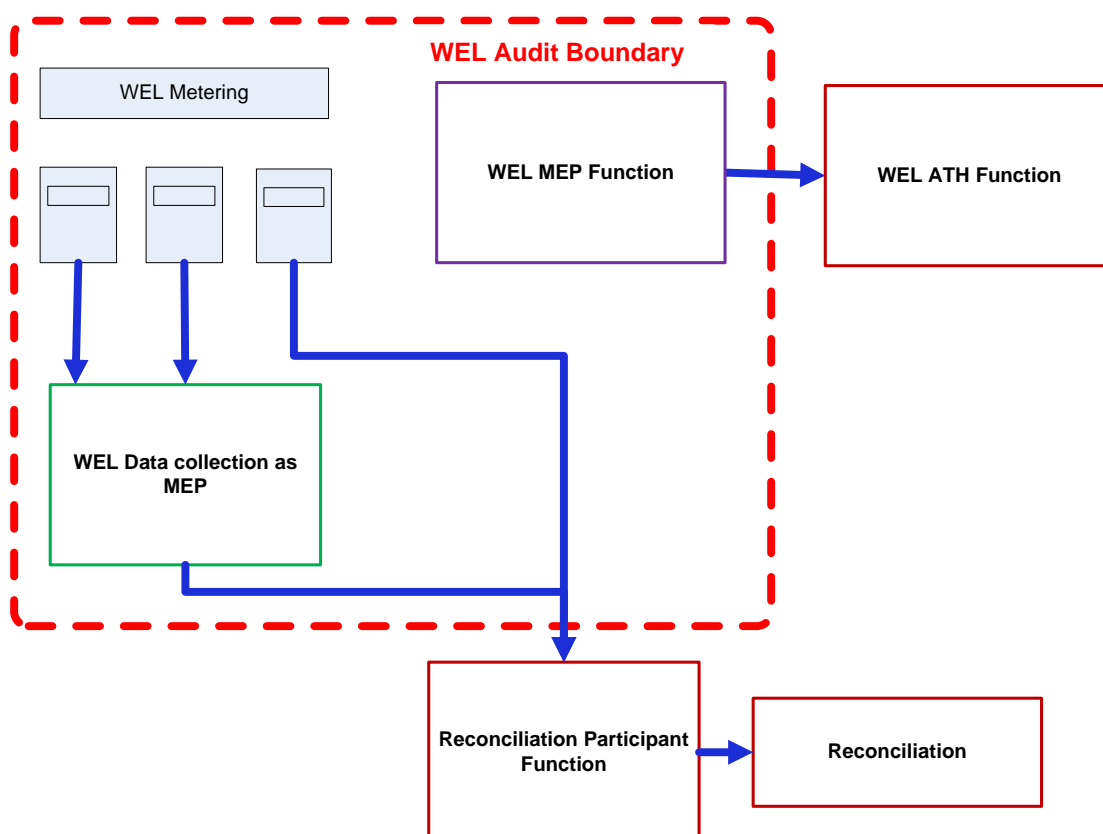 WEL Audit Boundary
WEL Metering
WEL MEP Function
WEL ATH Function
WEL Data collection as
MEP
Reconciliation Participant
Function
Reconciliation